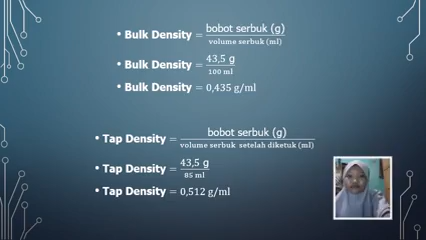 • Bulk Density = bobot serbuk (g) / volume serbuk (ml)
• Bulk Density = 43,5 g / 100 ml
• Bulk Density = 0,435 g/ml
• Tap Density = bobot serbuk (g) / volume serbuk setelah diketuk (ml)
• Tap Density = 43,5 g / 85 ml
• Tap Density = 0,512 g/ml